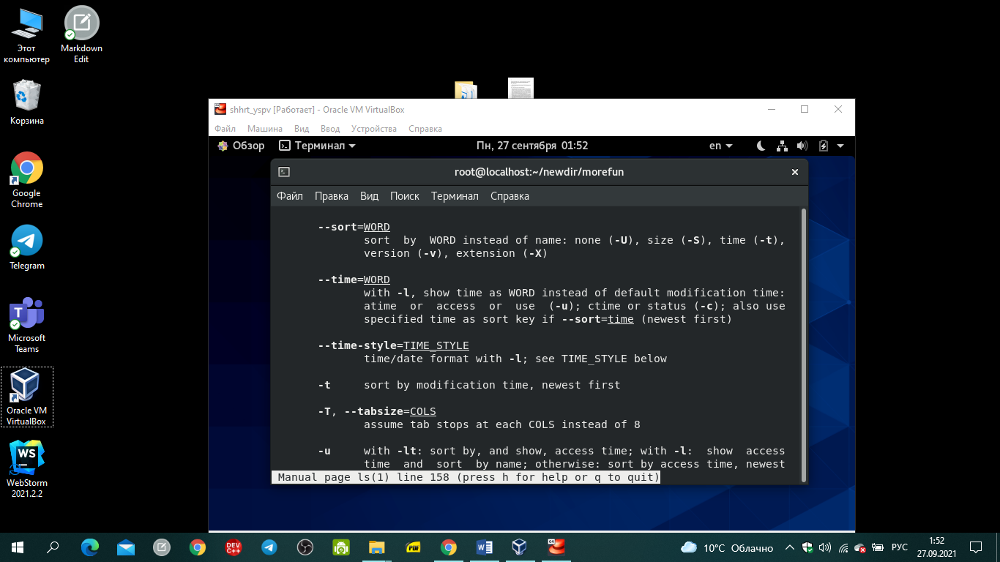 Этот
компьютер
Markdown
Edit
Корзина
Google
Chrome
Telegram
Microsoft
Teams
Oracle VM
VirtualBox
WS
WebStorm
2021.2.2
shhrt_yspv [Работает] - Oracle VM VirtualBox
Файл Машина Вид Ввод Устройства Справка
Обзор Терминал Пн, 27 сентября 01:52 en
root@localhost:~/newdir/morefun
Файл Правка Вид Поиск Терминал Справка
--sort=WORD
sort by WORD instead of name: none (-U), size (-S), time (-t),
version (-v), extension (-X)
--time=WORD
with -l, show time as WORD instead of default modification time:
atime or access or use (-u); ctime or status (-c); also use
specified time as sort key if --sort=time (newest first)
--time-style=TIME_STYLE
time/date format with -l; see TIME_STYLE below
-t sort by modification time, newest first
-T, --tabsize=COLS
assume tab stops at each COLS instead of 8
-u with -lt: sort by, and show, access time; with -l: show access
time and sort by name; otherwise: sort by access time, newest
Manual page ls(1) line 158 (press h for help or q to quit)
DEV
C++
PDF
64
10°C Облачно
РУС
1:52
27.09.2021